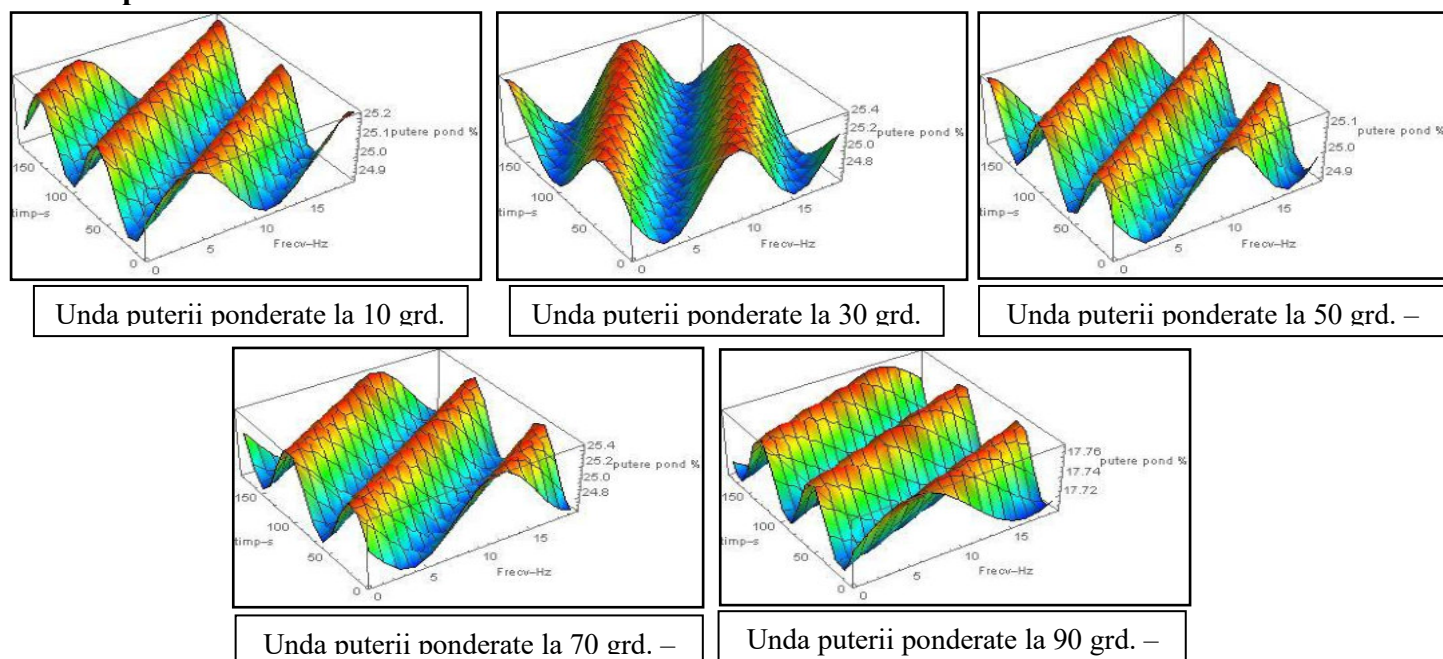 25.2
25.1
25.0
24.9
putere pond %
150
100
50
0
timp-s
0
5
10
15
Frecv-Hz
25.4
25.2
25.0
24.8
putere pond %
150
100
50
0
timp-s
0
5
10
15
Frecv-Hz
25.1
25.0
24.9
putere pond %
150
100
50
0
timp-s
0
5
10
15
Frecv-Hz
Unda puterii ponderate la 10 grd.
Unda puterii ponderate la 30 grd.
Unda puterii ponderate la 50 grd. –
25.4
25.2
25.0
24.8
putere pond %
150
100
50
0
timp-s
0
5
10
15
Frecv-Hz
17.76
17.74
17.72
putere pond %
150
100
50
0
timp-s
0
5
10
15
Frecv-Hz
Unda puterii ponderate la 70 grd. –
Unda puterii ponderate la 90 grd. –